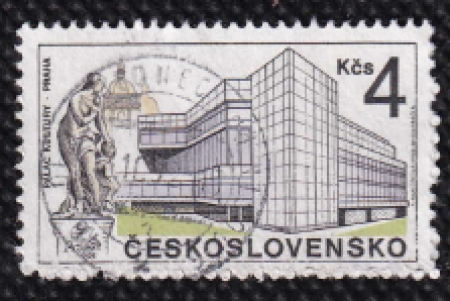 Kčs 4
PALÁC KULTURY - PRAHA
ČESKOSLOVENSKO